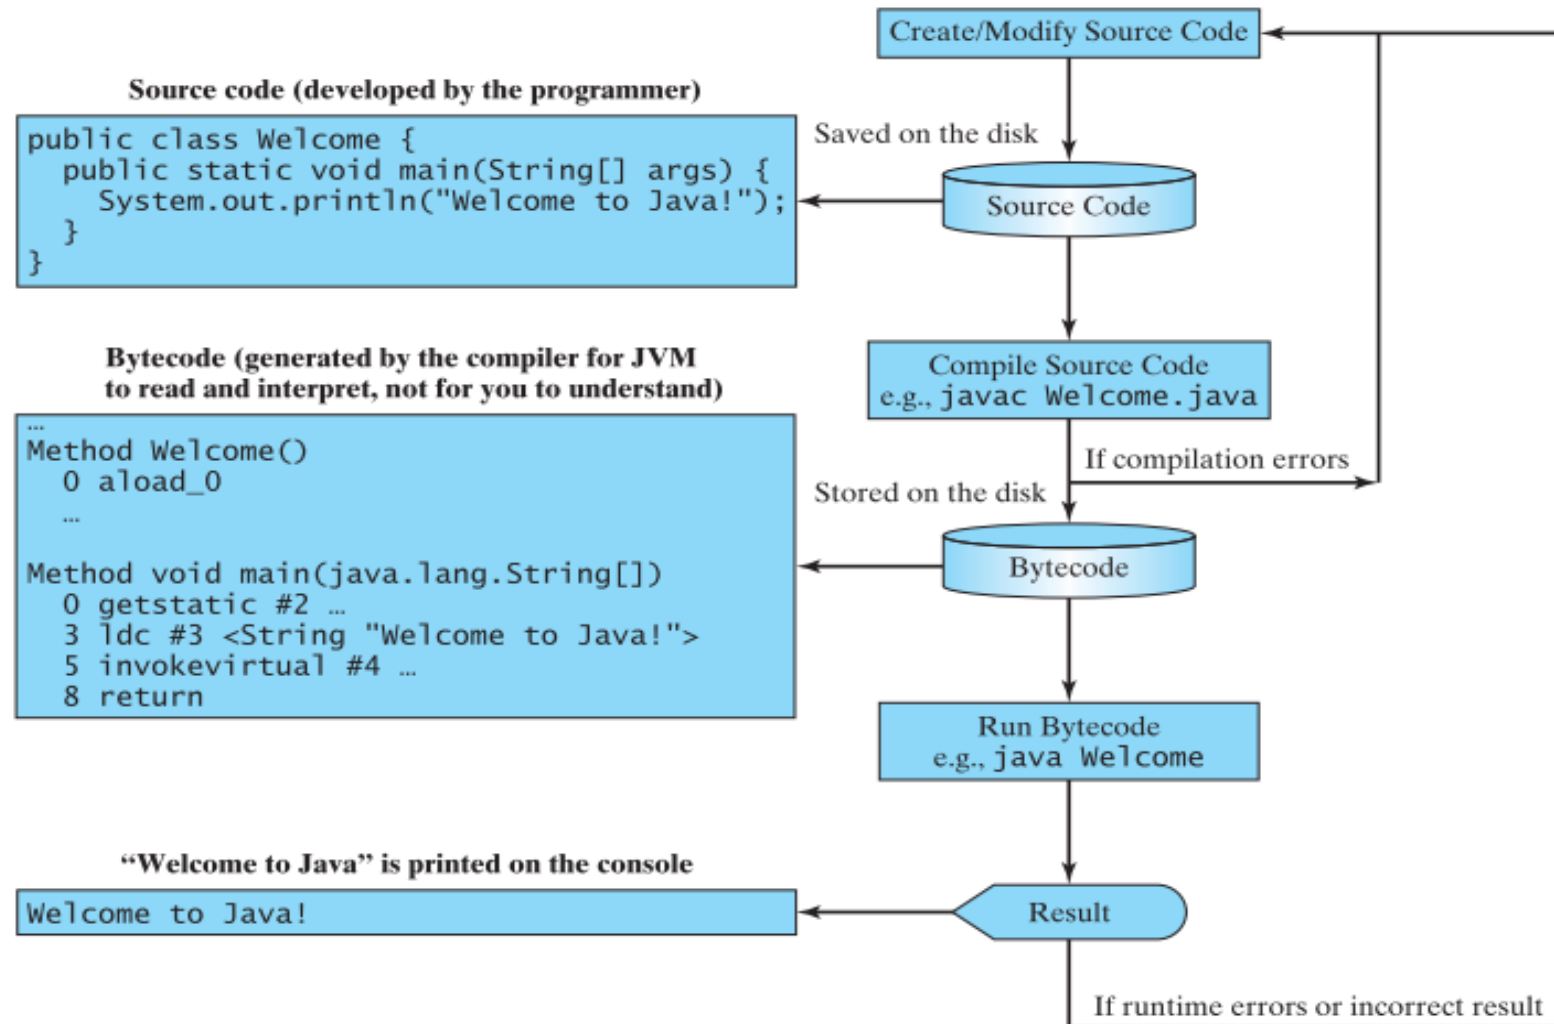 Create/Modify Source Code
Source code (developed by the programmer)
public class Welcome {
  public static void main(String[] args) {
    System.out.println("Welcome to Java!");
  }
}
Saved on the disk
Source Code
Compile Source Code
e.g., javac Welcome.java
If compilation errors
Bytecode (generated by the compiler for JVM
to read and interpret, not for you to understand)
…
Method Welcome()
  0 aload_0
  …
Method void main(java.lang.String[])
  0 getstatic #2 …
  3 ldc #3 <String "Welcome to Java!">
  5 invokevirtual #4 …
  8 return
Stored on the disk
Bytecode
Run Bytecode
e.g., java Welcome
“Welcome to Java” is printed on the console
Welcome to Java!
Result
If runtime errors or incorrect result